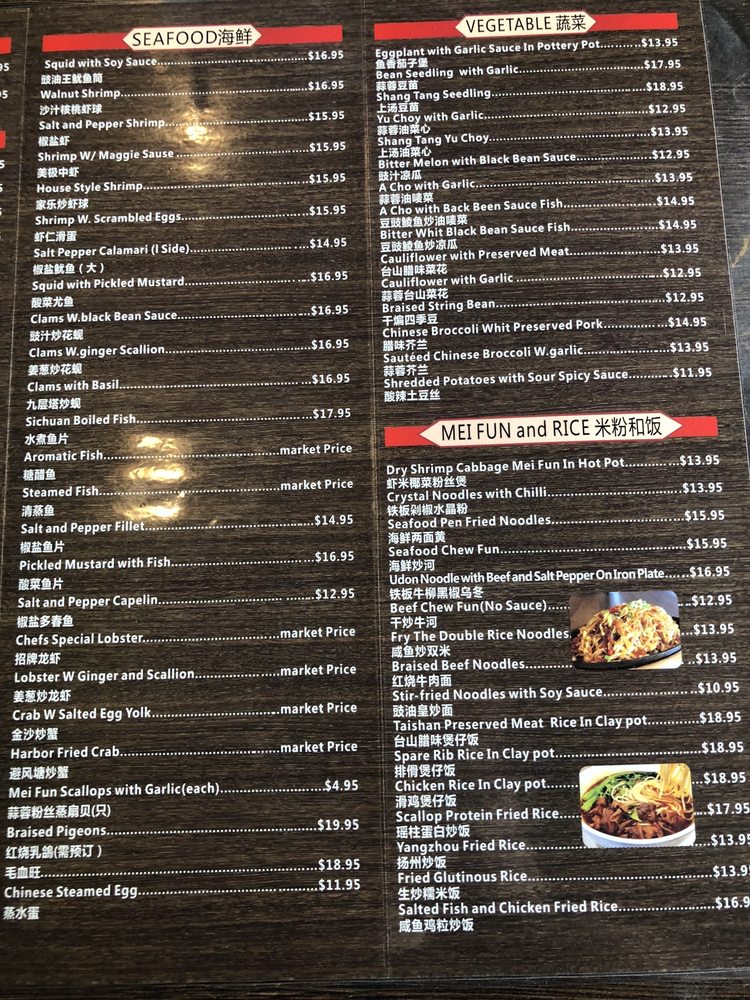 SEAFOOD海鲜
Squid with Soy Sauce $16.95
豉油王鱿鱼筒
Walnut Shrimp $16.95
沙汁核桃虾球
Salt and Pepper Shrimp $15.95
椒盐虾
Shrimp W/ Maggie Sause $15.95
美极中虾
House Style Shrimp $15.95
家乐炒虾球
Shrimp W. Scrambled Eggs $15.95
虾仁滑蛋
Salt Pepper Calamari (l Side) $14.95
椒盐鱿鱼(大)
Squid with Pickled Mustard $16.95
酸菜尤鱼
Clams W.black Bean Sauce $16.95
豉汁炒花蚬
Clams W.ginger Scallion $16.95
姜葱炒花蚬
Clams with Basil $16.95
九层塔炒蚬
Sichuan Boiled Fish $17.95
水煮鱼片
Aromatic Fish market Price
糖醋鱼
Steamed Fish market Price
清蒸鱼
Salt and Pepper Fillet $14.95
椒盐鱼片
Pickled Mustard with Fish $16.95
酸菜鱼片
Salt and Pepper Capelin $12.95
椒盐多春鱼
Chefs Special Lobster market Price
招牌龙虾
Lobster W Ginger and Scallion market Price
姜葱炒龙虾
Crab W Salted Egg Yolk market Price
金沙炒蟹
Harbor Fried Crab market Price
避风塘炒蟹
Mei Fun Scallops with Garlic(each) $4.95
蒜蓉粉丝蒸扇贝(只)
Braised Pigeons $19.95
红烧乳鸽(需预订)
毛血旺 $18.95
Chinese Steamed Egg $11.95
蒸水蛋
VEGETABLE 蔬菜
Eggplant with Garlic Sauce In Pottery Pot $13.95
鱼香茄子堡
Bean Seedling with Garlic $17.95
蒜蓉豆苗
Shang Tang Seedling $18.95
上汤豆苗
Yu Choy with Garlic $12.95
蒜蓉油菜心
Shang Tang Yu Choy $13.95
上汤油菜心
Bitter Melon with Black Bean Sauce $12.95
豉汁凉瓜
A Cho with Garlic $13.95
蒜蓉油唛菜
A Cho with Back Been Sauce Fish $14.95
豆豉鲮鱼炒油唛菜
Bitter Whit Black Bean Sauce Fish $14.95
豆豉鲮鱼炒凉瓜
Cauliflower with Preserved Meat $13.95
台山腊味菜花
Cauliflower with Garlic $12.95
蒜蓉台山菜花
Braised String Bean $12.95
干煸四季豆
Chinese Broccoli Whit Preserved Pork $14.95
腊味芥兰
Sautéed Chinese Broccoli W.garlic $13.95
蒜蓉芥兰
Shredded Potatoes with Sour Spicy Sauce $11.95
酸辣土豆丝
MEI FUN and RICE 米粉和饭
Dry Shrimp Cabbage Mei Fun In Hot Pot $13.95
虾米椰菜粉丝煲
Crystal Noodles with Chilli $13.95
铁板剁椒水晶粉
Seafood Pen Fried Noodles $15.95
海鲜两面黄
Seafood Chew Fun $15.95
海鲜炒河
Udon Noodle with Beef and Salt Pepper On Iron Plate $16.95
铁板牛柳黑椒乌冬
Beef Chew Fun(No Sauce) $12.95
干炒牛河
Fry The Double Rice Noodles $13.95
咸鱼炒双米
Braised Beef Noodles $13.95
红烧牛肉面
Stir-fried Noodles with Soy Sauce $10.95
豉油皇炒面
Taishan Preserved Meat Rice In Clay pot $18.95
台山腊味煲仔饭
Spare Rib Rice In Clay pot $18.95
排骨煲仔饭
Chicken Rice In Clay pot $18.95
滑鸡煲仔饭
Scallop Protein Fried Rice $17.95
瑶柱蛋白炒饭
Yangzhou Fried Rice $13.95
扬州炒饭
Fried Glutinous Rice $13.9
生炒糯米饭
Salted Fish and Chicken Fried Rice $16.9
咸鱼鸡粒炒饭